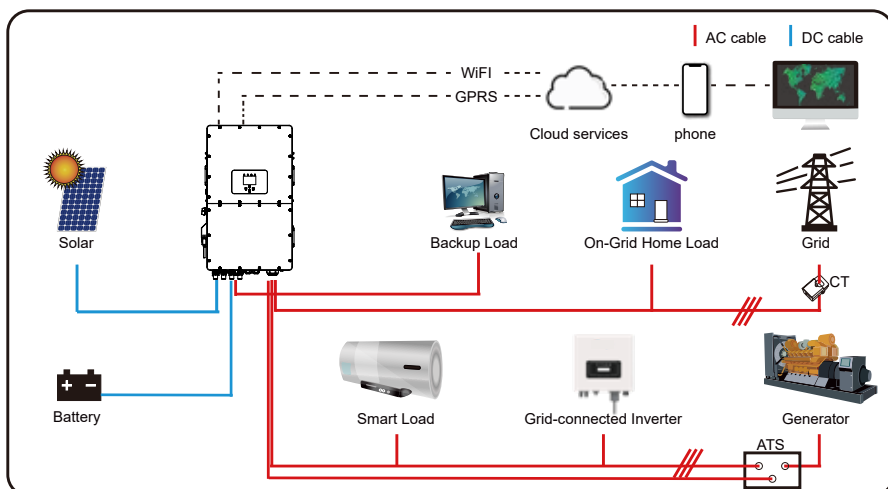 AC cable
DC cable
WiFI
GPRS
Cloud services
phone
Solar
Backup Load
On-Grid Home Load
Grid
CT
Battery
Smart Load
Grid-connected Inverter
Generator
ATS